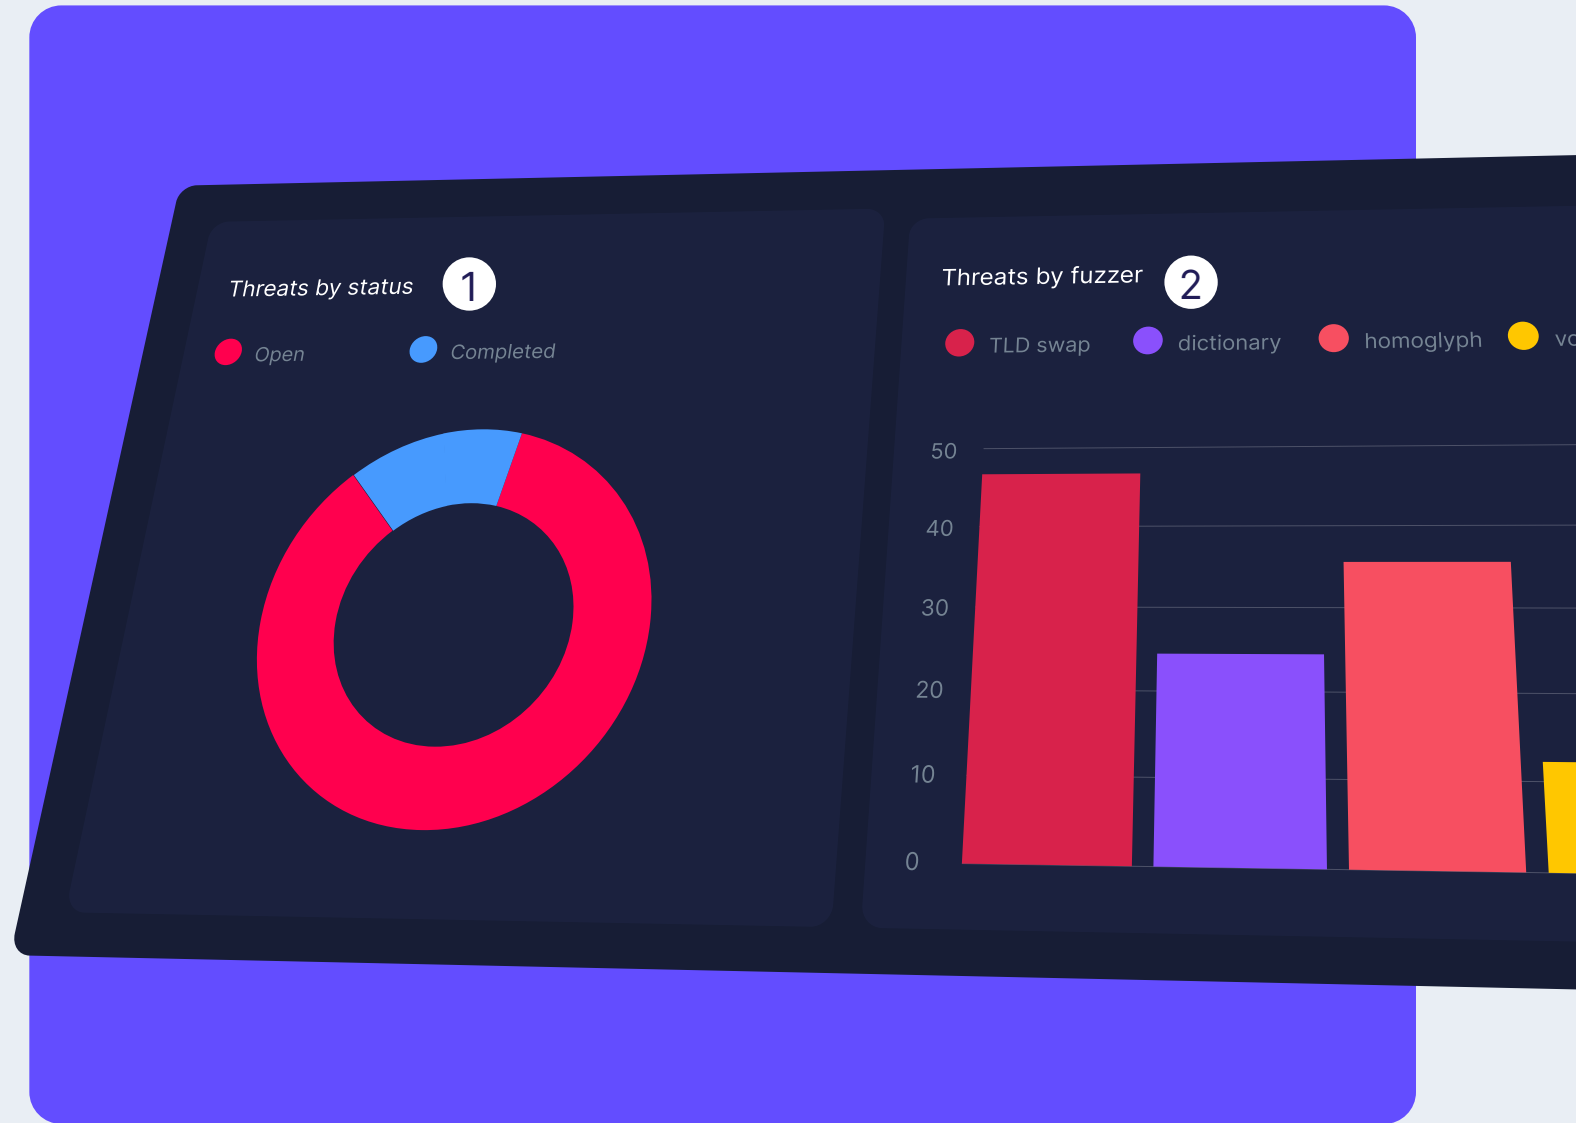 Threats by status
1
Open
Completed
Threats by fuzzer
2
TLD swap
dictionary
homoglyph
50
40
30
20
10
0